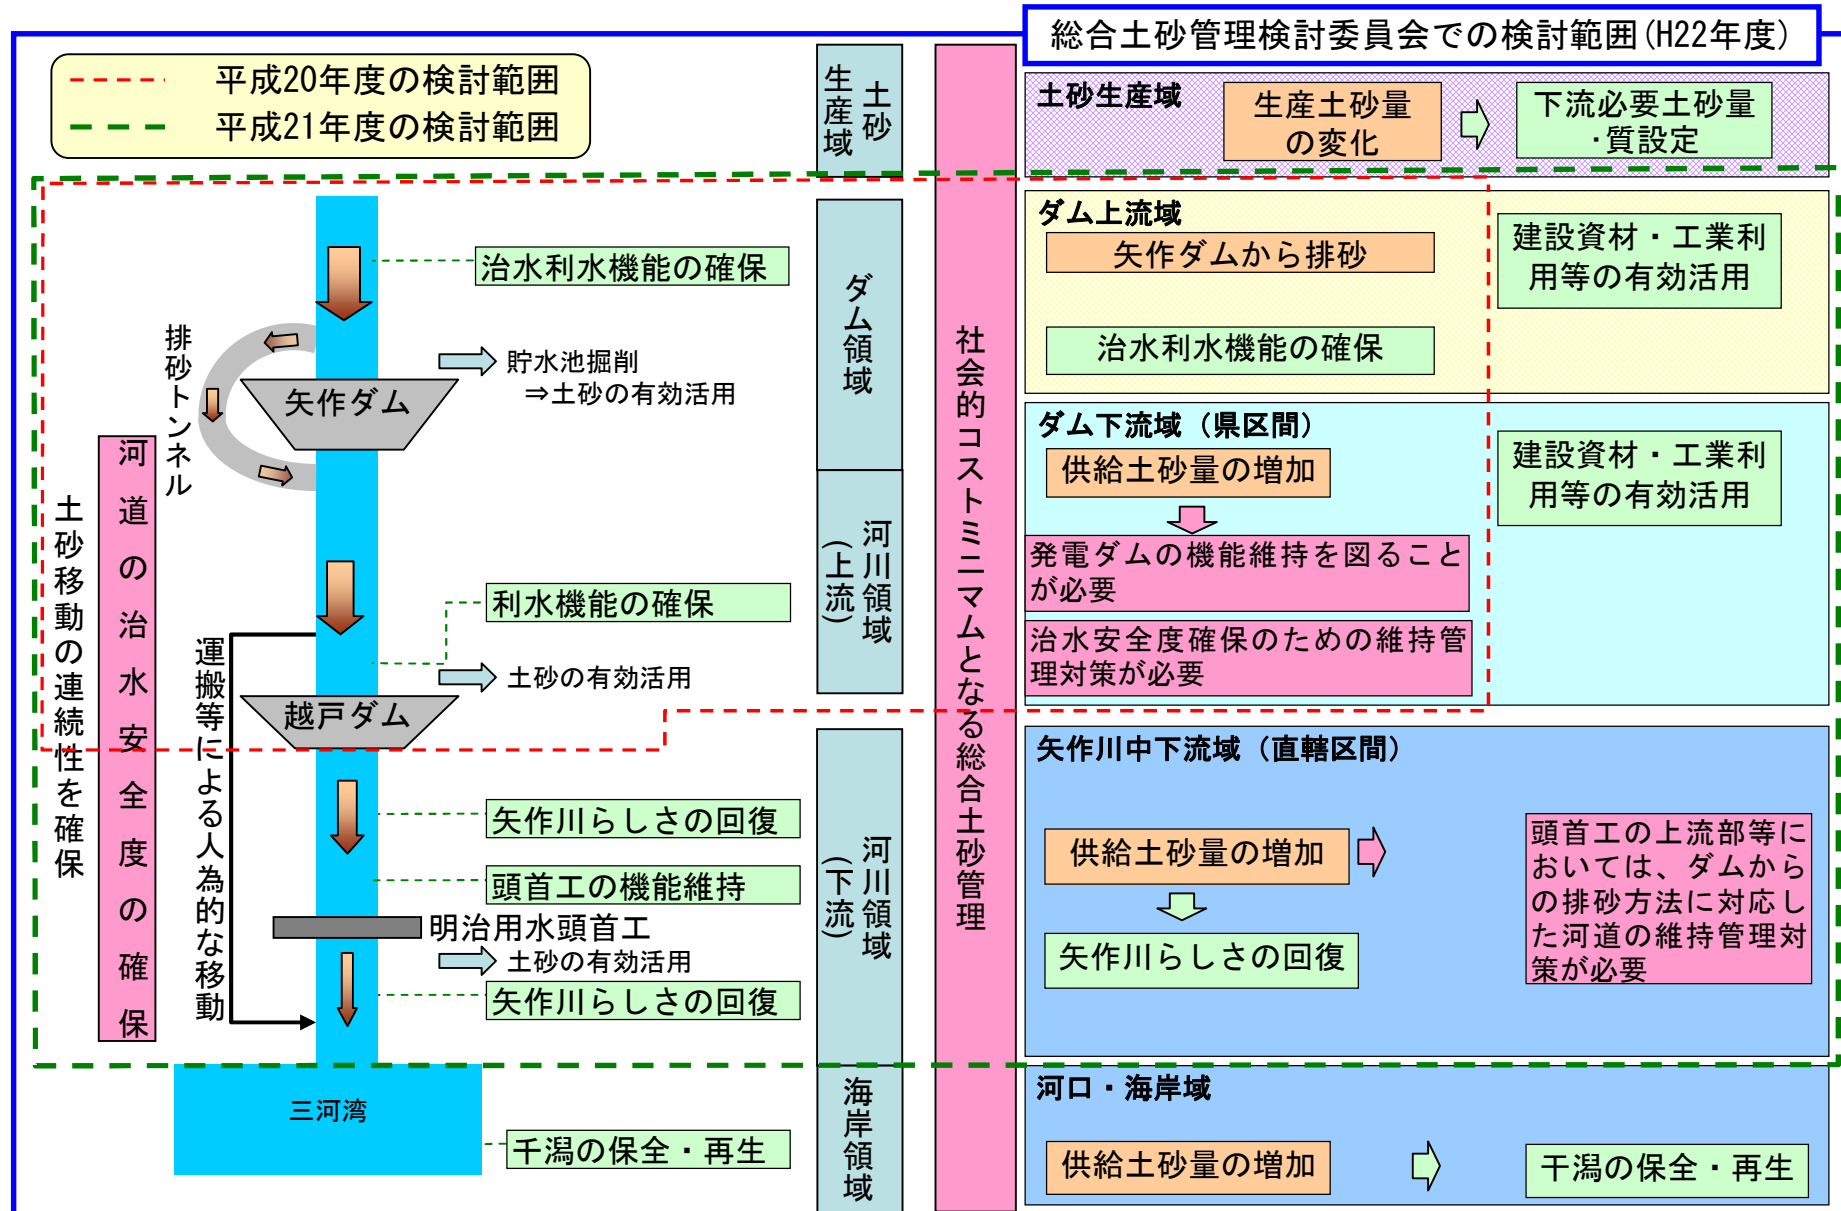 総合土砂管理検討委員会での検討範囲(H22年度)
平成20年度の検討範囲
平成21年度の検討範囲
土砂
生産域
ダム領域
河川領域
(上流)
河川領域
(下流)
海岸領域
社会的コストミニマムとなる総合土砂管理
土砂移動の連続性を確保
河道の治水安全度の確保
排砂トンネル
運搬等による人為的な移動
治水利水機能の確保
矢作ダム
貯水池掘削
⇒土砂の有効活用
利水機能の確保
土砂の有効活用
越戸ダム
矢作川らしさの回復
頭首工の機能維持
明治用水頭首工
土砂の有効活用
矢作川らしさの回復
三河湾
干潟の保全・再生
土砂生産域
生産土砂量
の変化
下流必要土砂量
・質設定
ダム上流域
矢作ダムから排砂
治水利水機能の確保
建設資材・工業利
用等の有効活用
ダム下流域（県区間）
供給土砂量の増加
発電ダムの機能維持を図ること
が必要
治水安全度確保のための維持管
理対策が必要
建設資材・工業利
用等の有効活用
矢作川中下流域（直轄区間）
供給土砂量の増加
矢作川らしさの回復
頭首工の上流部等に
おいては、ダムから
の排砂方法に対応し
た河道の維持管理対
策が必要
河口・海岸域
供給土砂量の増加
干潟の保全・再生